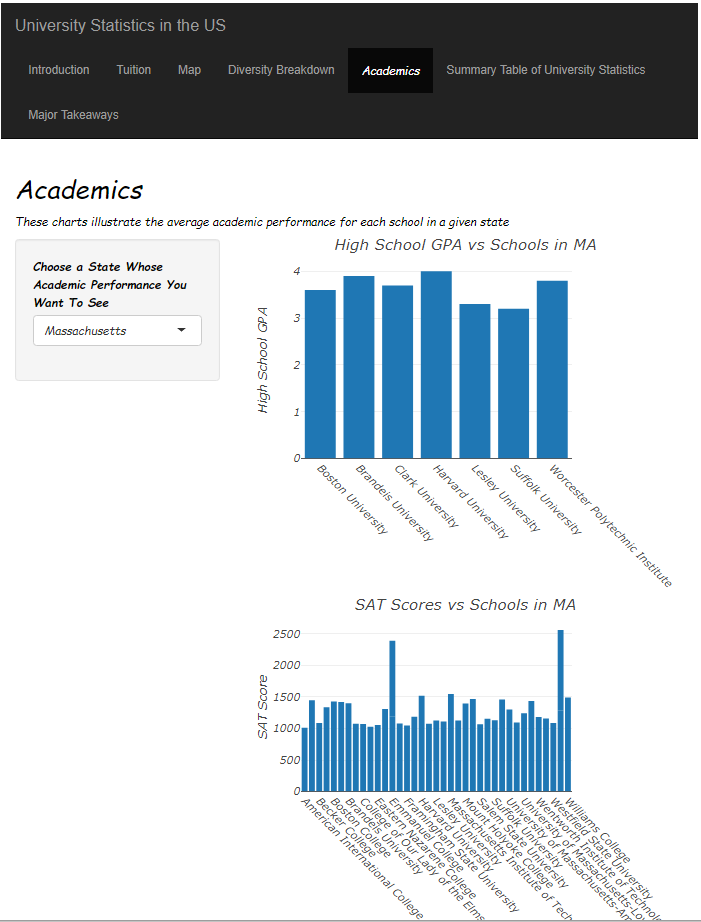 University Statistics in the US
Introduction Tuition Map Diversity Breakdown Academics Summary Table of University Statistics
Major Takeaways
Academics
These charts illustrate the average academic performance for each school in a given state
Choose a State Whose
Academic Performance You
Want To See
Massachusetts
High School GPA vs Schools in MA
High School GPA
4
3
2
1
0
Boston University
Brandeis University
Clark University
Harvard University
Lesley University
Suffolk University
Worcester Polytechnic Institute
SAT Scores vs Schools in MA
SAT Score
2500
2000
1500
1000
500
0
American International College
Becker College
Boston College
Brandeis University
College of Our Lady of the Elms
Eastern Nazarene College
Emmanuel College
Framingham State University
Harvard University
Lesley University
Massachusetts Institute of Tech
Mount Holyoke College
Salem State University
Suffolk University
University of Massachusetts-Am
University of Massachusetts-Lo
Wentworth Institute of Technolo
Westfield State University
Williams College